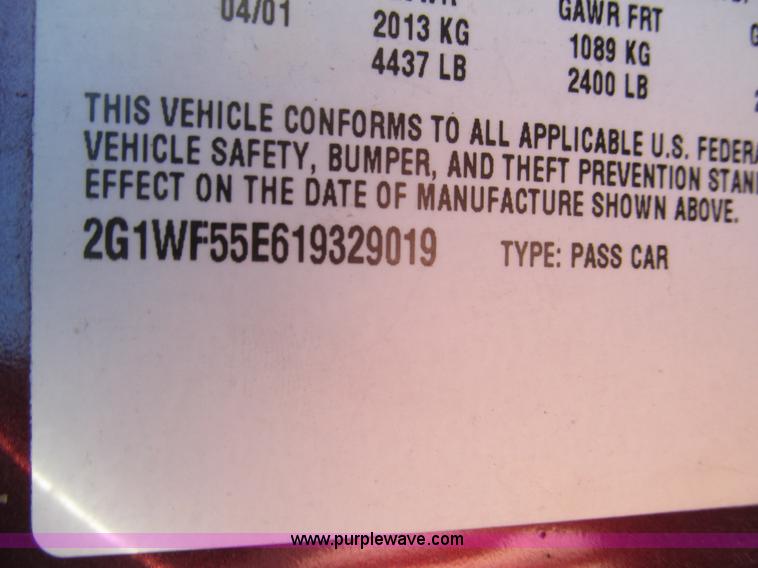 04/01
2013 KG
4437 LB
GAWR FRT
1089 KG
2400 LB
THIS VEHICLE CONFORMS TO ALL APPLICABLE U.S. FEDERA
VEHICLE SAFETY, BUMPER, AND THEFT PREVENTION STAN
EFFECT ON THE DATE OF MANUFACTURE SHOWN ABOVE.
2G1WF55E619329019 TYPE: PASS CAR
www.purplewave.com